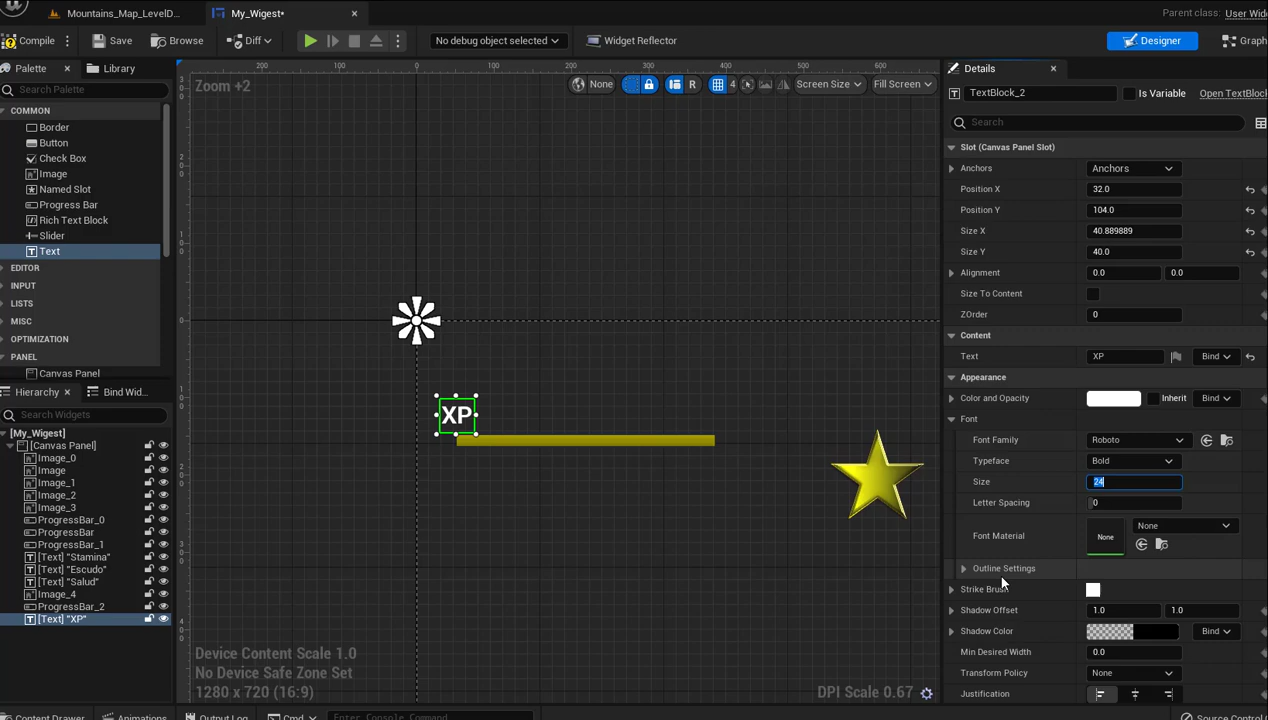 Mountains_Map_LevelD...
My_Wigest•
Parent class: User Wid
Compile
Save
Browse
Diff
No debug object selected
Widget Reflector
Designer
Graph
Palette
Library
Search Palette
COMMON
Border
Button
Check Box
Image
Named Slot
Progress Bar
Rich Text Block
Slider
Text
EDITOR
INPUT
LISTS
MISC
OPTIMIZATION
PANEL
Canvas Panel
Hierarchy
Bind Wid...
Search Widgets
[My_Wigest]
[Canvas Panel]
Image_0
Image
Image_1
Image_2
Image_3
ProgressBar_0
ProgressBar
ProgressBar_1
[Text] "Stamina"
[Text] "Escudo"
[Text] "Salud"
Image_4
ProgressBar_2
[Text] "XP"
200 100 0 100 200 300 400 500 600
Zoom +2
None
R
4
Screen Size
Fill Screen
XP
Device Content Scale 1.0
No Device Safe Zone Set
1280 x 720 (16:9)
DPI Scale 0.67
Details
TextBlock_2
Is Variable
Open TextBlock
Search
Slot (Canvas Panel Slot)
Anchors
Anchors
Position X
32.0
Position Y
104.0
Size X
40.889889
Size Y
40.0
Alignment
0.0
0.0
Size To Content
ZOrder
0
Content
Text
XP
Bind
Appearance
Color and Opacity
Inherit
Bind
Font
Font Family
Roboto
Typeface
Bold
Size
24
Letter Spacing
0
Font Material
None
None
Outline Settings
Strike Brush
Shadow Offset
1.0
1.0
Shadow Color
Bind
Min Desired Width
0.0
Transform Policy
None
Justification
Content Drawer
Animations
Output Log
Cmd
Enter Console Command
Source Control